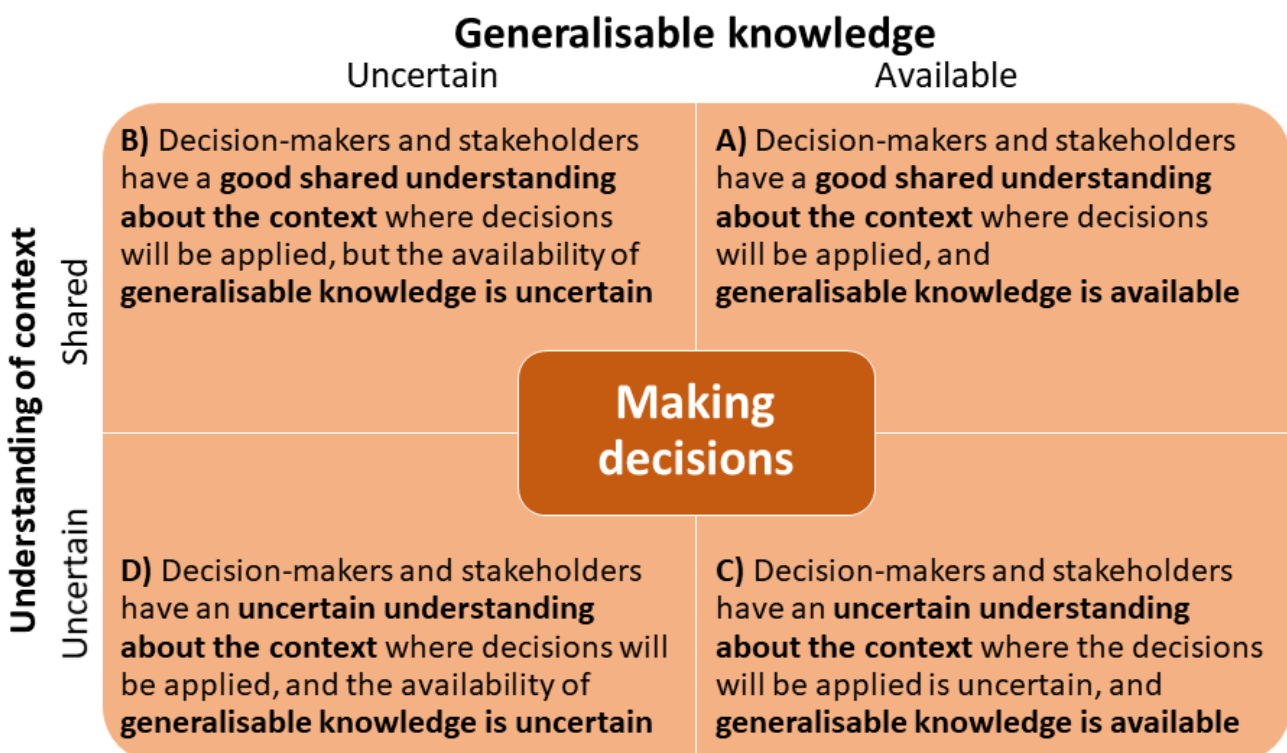 Generalisable knowledge
Uncertain
Available
Understanding of context
Shared
Uncertain
B) Decision-makers and stakeholders
have a good shared understanding
about the context where decisions
will be applied, but the availability of
generalisable knowledge is uncertain
A) Decision-makers and stakeholders
have a good shared understanding
about the context where decisions
will be applied, and
generalisable knowledge is available
Making
decisions
D) Decision-makers and stakeholders
have an uncertain understanding
about the context where decisions will
be applied, and the availability of
generalisable knowledge is uncertain
C) Decision-makers and stakeholders
have an uncertain understanding
about the context where the decisions
will be applied is uncertain, and
generalisable knowledge is available